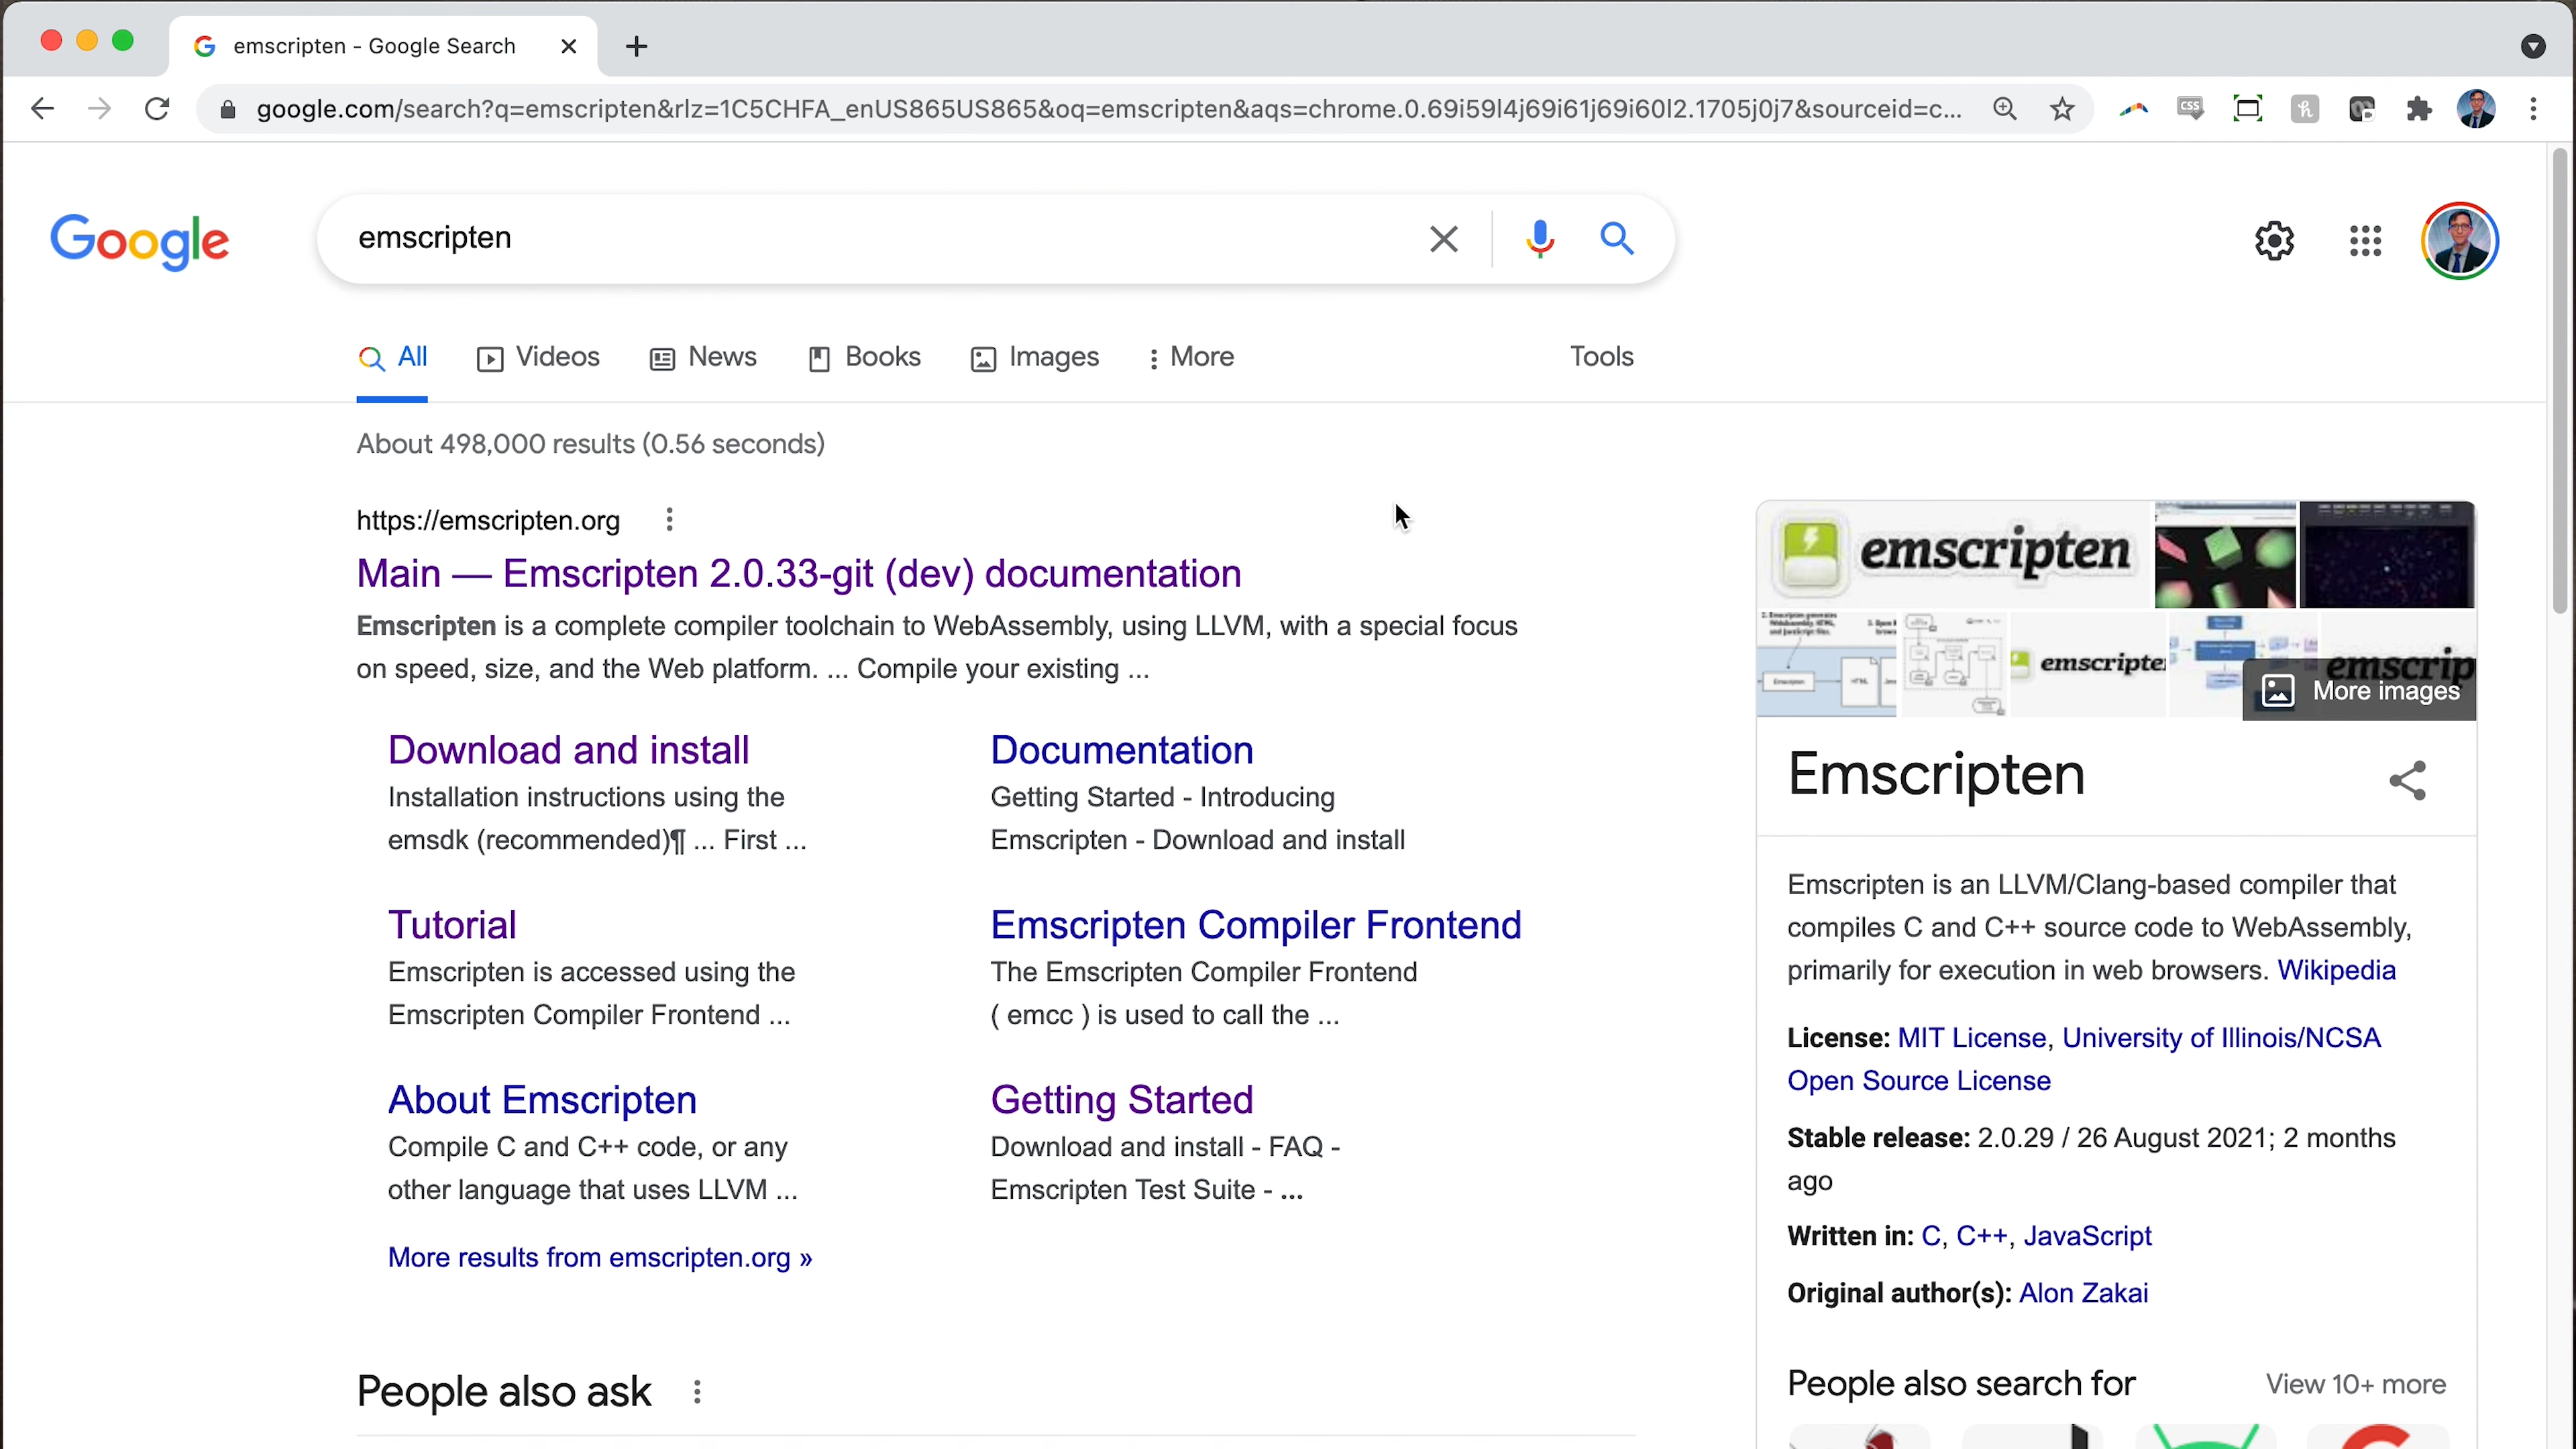 emscripten - Google Search
google.com/search?q=emscripten&rlz=1C5CHFA_enUS865US865&oq=emscripten&aqs=chrome.0.69i59l4j69i61j69i60l2.1705j0j7&sourceid=c...
Google
emscripten
All
Videos
News
Books
Images
More
Tools
About 498,000 results (0.56 seconds)
https://emscripten.org
Main — Emscripten 2.0.33-git (dev) documentation
Emscripten is a complete compiler toolchain to WebAssembly, using LLVM, with a special focus
on speed, size, and the Web platform. ... Compile your existing ...
Download and install
Installation instructions using the
emsdk (recommended)¶ ... First ...
Documentation
Getting Started - Introducing
Emscripten - Download and install
Tutorial
Emscripten is accessed using the
Emscripten Compiler Frontend ...
Emscripten Compiler Frontend
The Emscripten Compiler Frontend
( emcc ) is used to call the ...
About Emscripten
Compile C and C++ code, or any
other language that uses LLVM ...
Getting Started
Download and install - FAQ -
Emscripten Test Suite - ...
More results from emscripten.org »
People also ask
emscripten
emscripte
emscrip
More images
Emscripten
Emscripten is an LLVM/Clang-based compiler that
compiles C and C++ source code to WebAssembly,
primarily for execution in web browsers. Wikipedia
License: MIT License, University of Illinois/NCSA
Open Source License
Stable release: 2.0.29 / 26 August 2021; 2 months
ago
Written in: C, C++, JavaScript
Original author(s): Alon Zakai
People also search for
View 10+ more